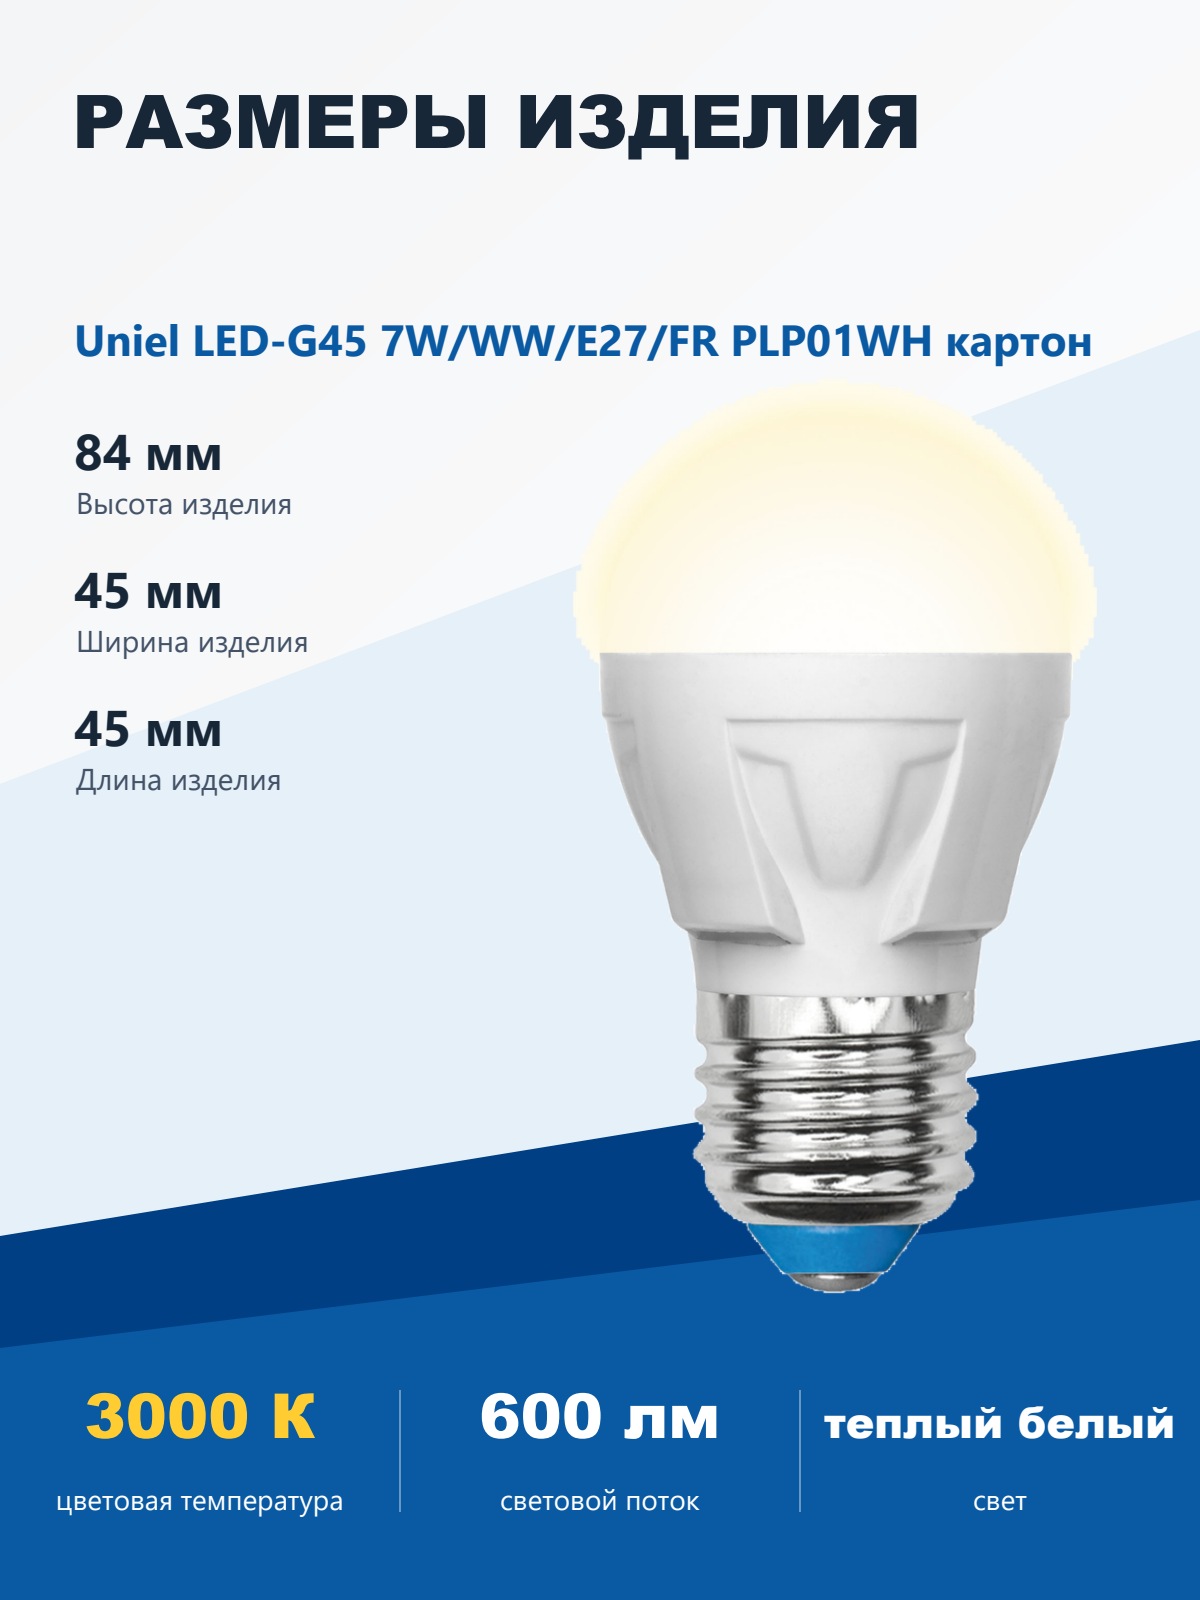 РАЗМЕРЫ ИЗДЕЛИЯ
Uniel LED-G45 7W/WW/E27/FR PLP01WH картон
84 мм
Высота изделия
45 мм
Ширина изделия
45 мм
Длина изделия
3000 К
цветовая температура
600 лм
световой поток
теплый белый
свет